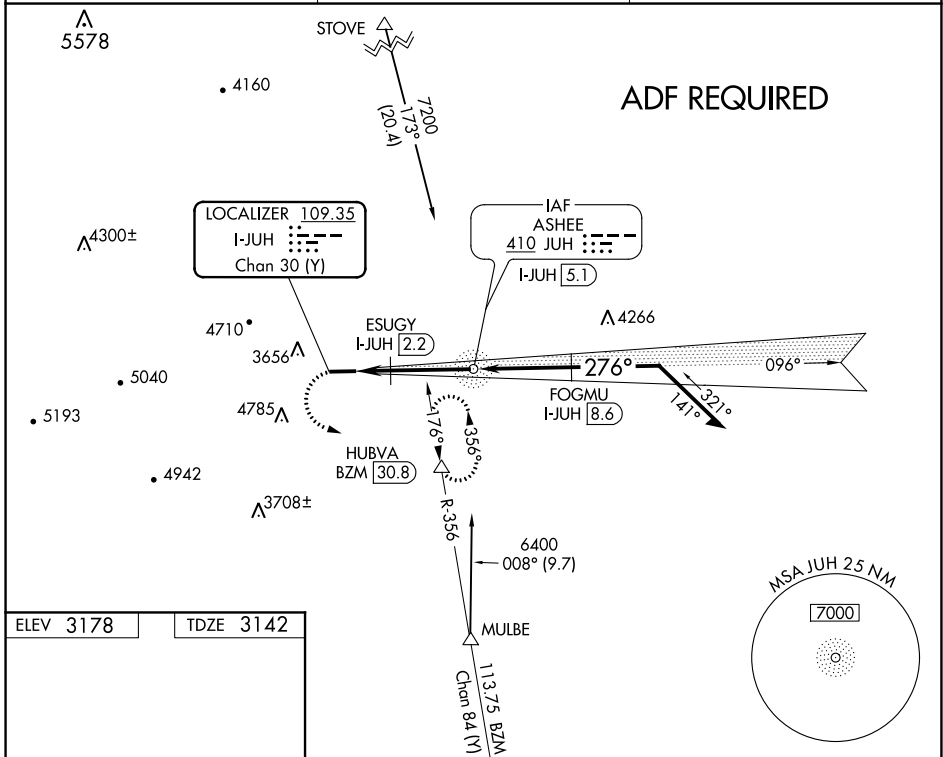 5578
4160
STOVE
7200
173°
(20.4)
ADF REQUIRED
LOCALIZER 109.35
I-JUH
Chan 30 (Y)
IAF
ASHEE
410 JUH
I-JUH 5.1
4300±
4710
3656
ESUGY
I-JUH 2.2
4266
276°
096°
FOGMU
I-JUH 8.6
321°
141°
5040
5193
4785
4942
3708±
HUBVA
BZM 30.8
176°
356°
R-356
6400
008° (9.7)
MULBE
113.75 BZM
Chan 84 (Y)
MSA JUH 25 NM
7000
ELEV 3178
TDZE 3142